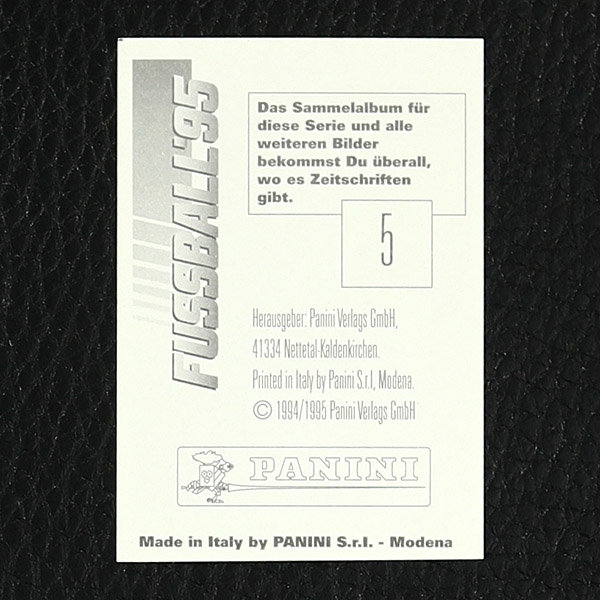 FUSSBALL'95
Das Sammelalbum für
diese Serie und alle
weiteren Bilder
bekommst Du überall,
wo es Zeitschriften
gibt.
5
Herausgeber: Panini Verlags GmbH,
41334 Nettetal-Kaldenkirchen.
Printed in Italy by Panini S.r.l, Modena.
© 1994/1995 Panini Verlags GmbH
PANINI
Made in Italy by PANINI S.r.l. - Modena